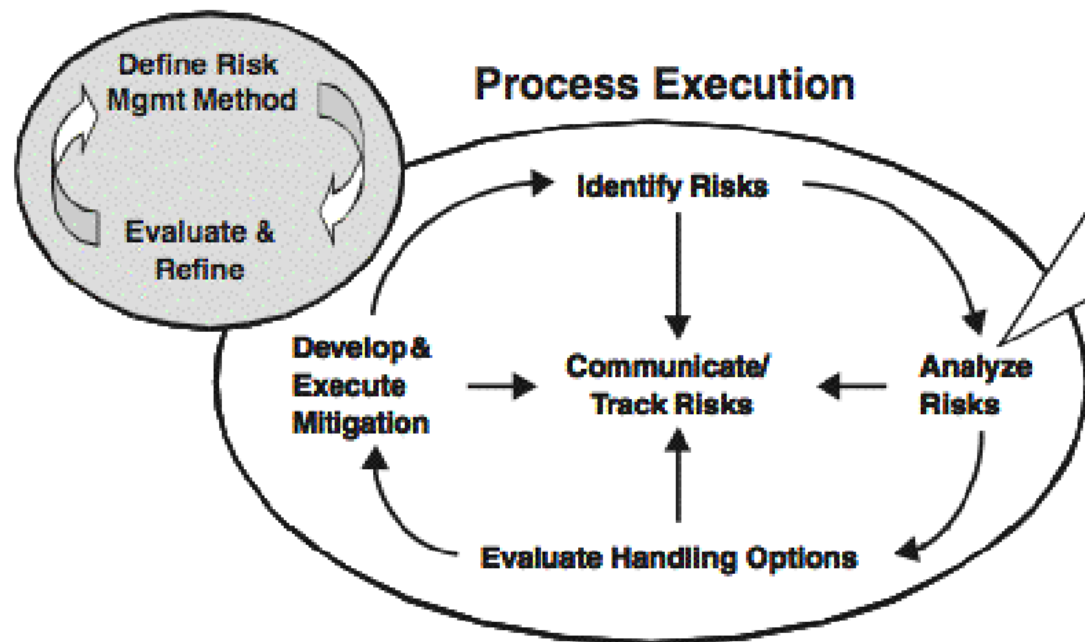 Define Risk
Mgmt Method
Evaluate &
Refine
Process Execution
Identify Risks
Develop &
Execute
Mitigation
Communicate/
Track Risks
Analyze
Risks
Evaluate Handling Options